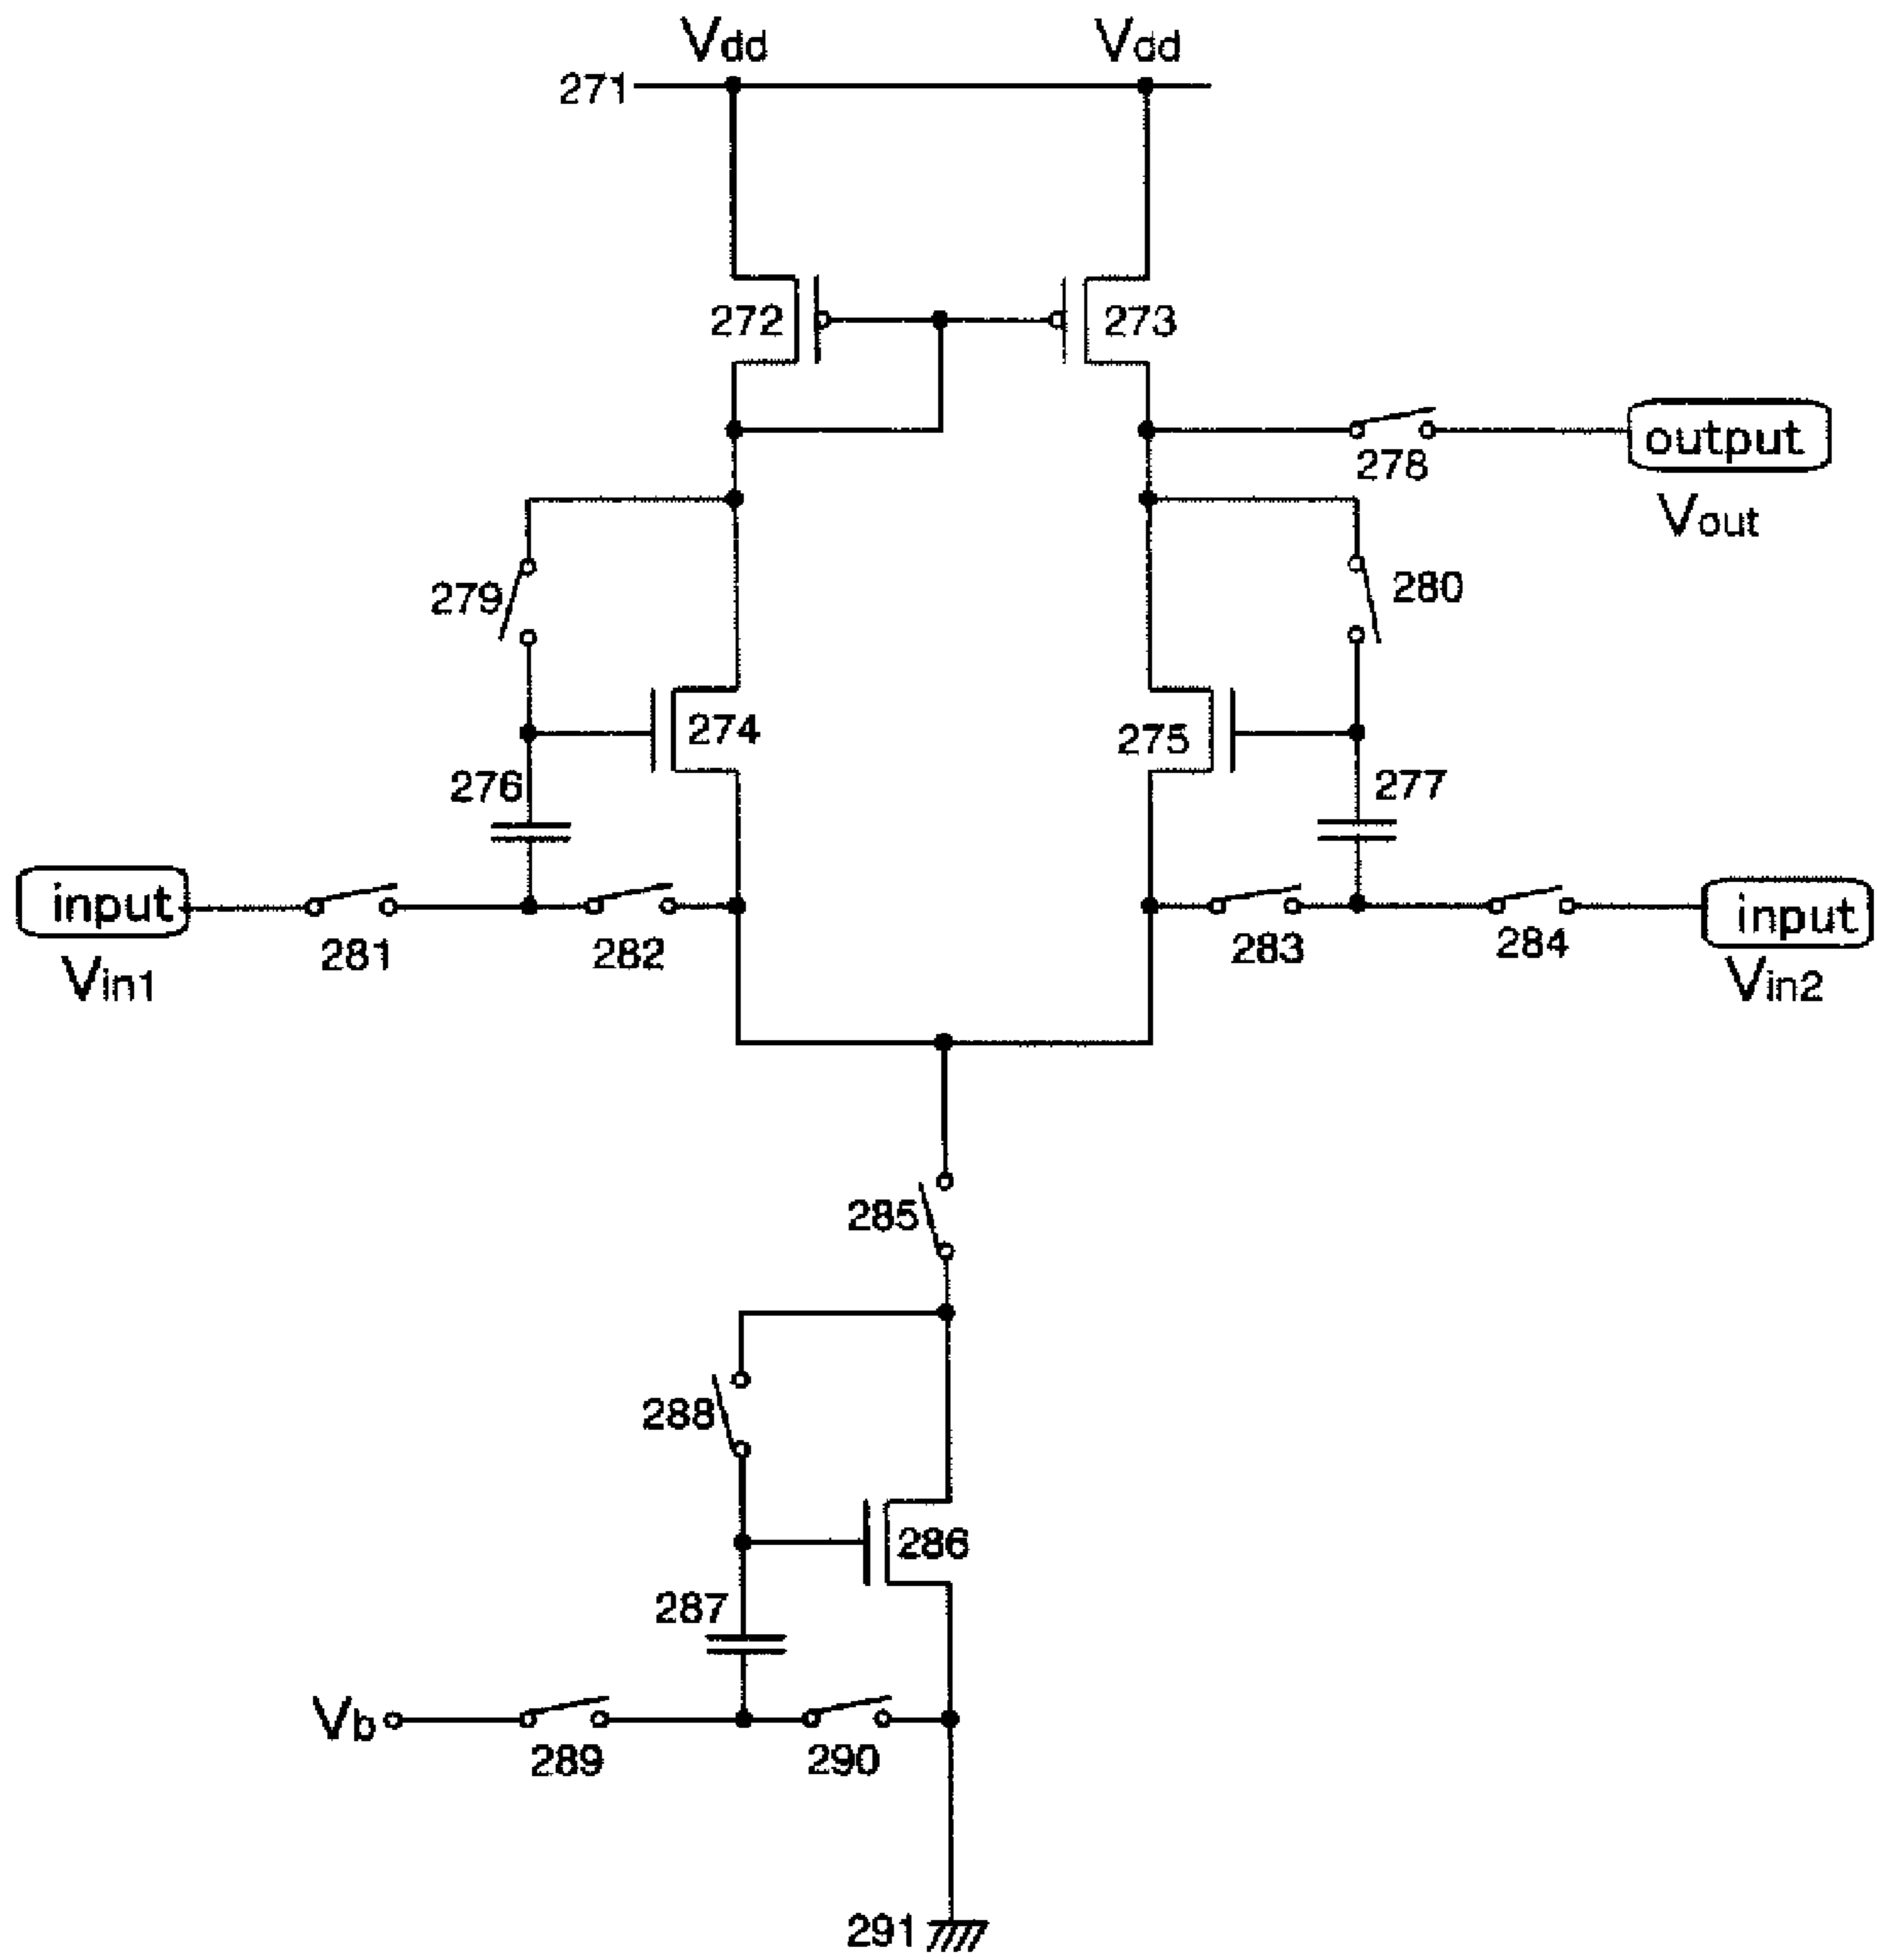 Vdd Vdd
271
272 273
output
278
Vout
279 280
274 275
276 277
input input
281 282 283 284
Vin1 Vin2
285
288
286
287
Vb
289 290
291